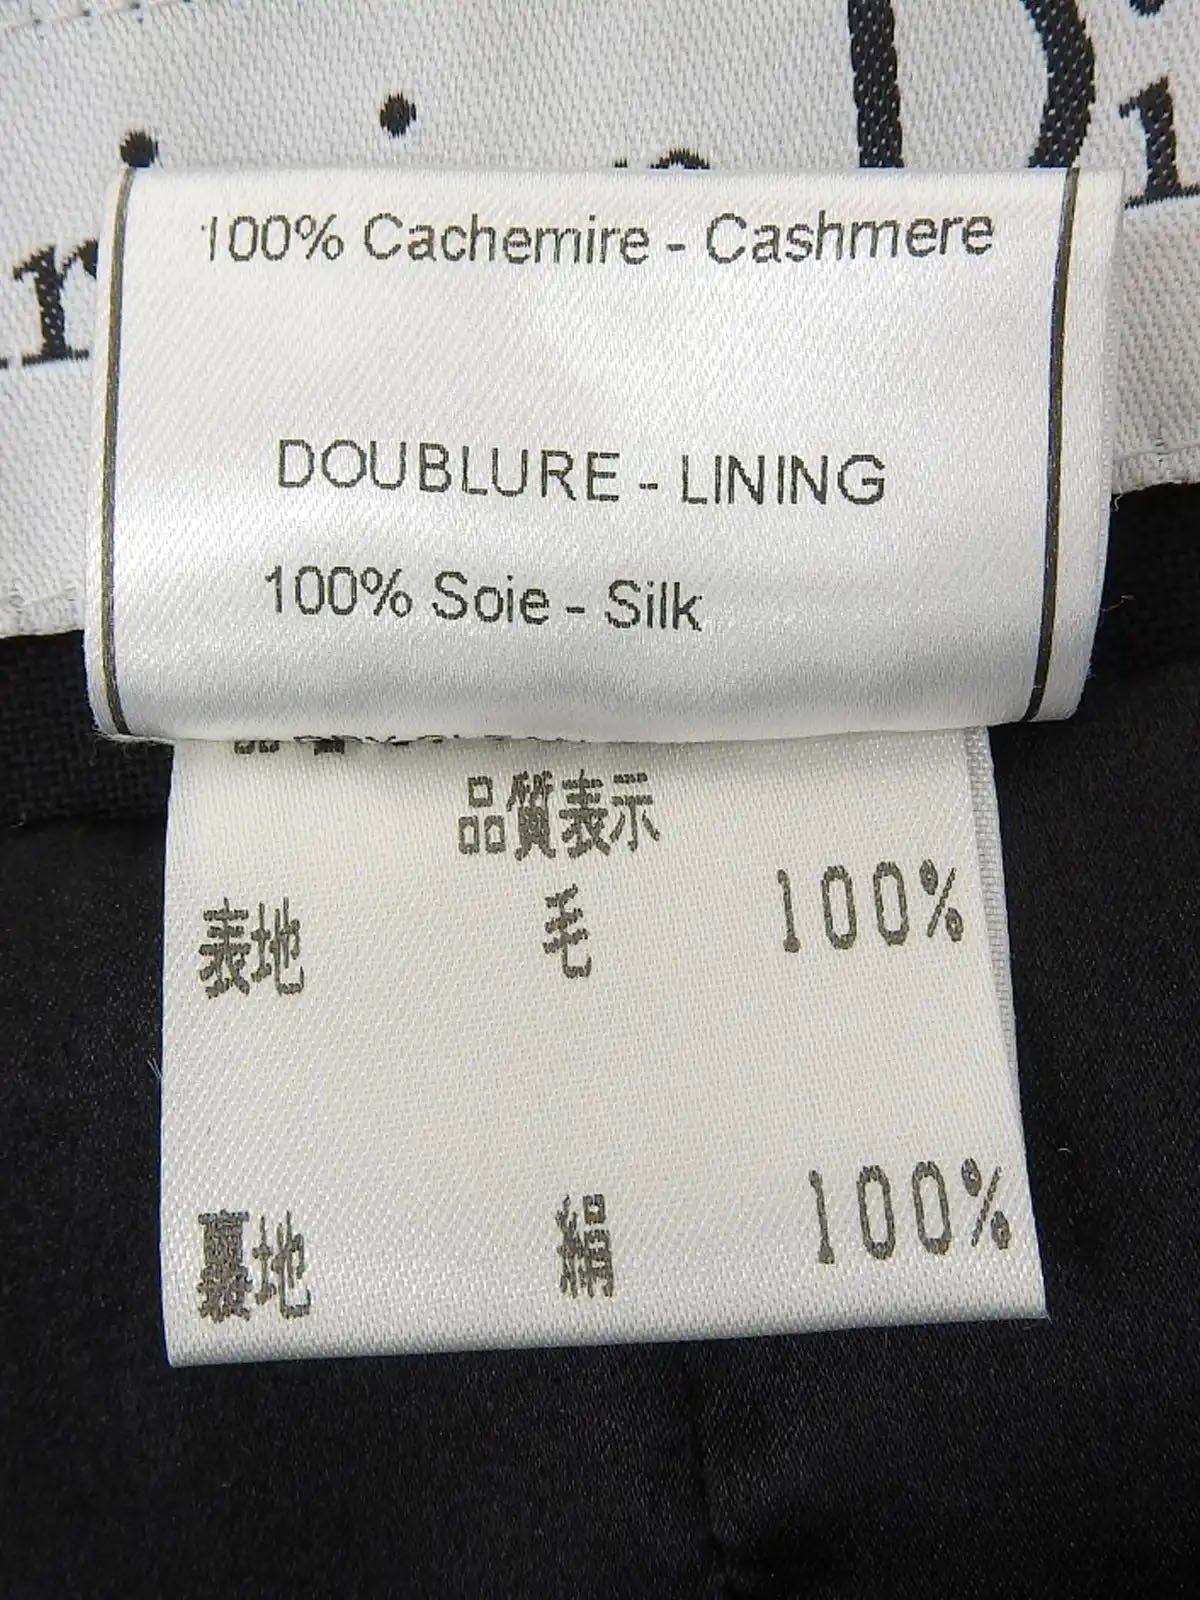 Di
100% Cachemire - Cashmere
DOUBLURE - LINING
100% Soie - Silk
品質表示
表地 毛 100%
裏地 絹 100%